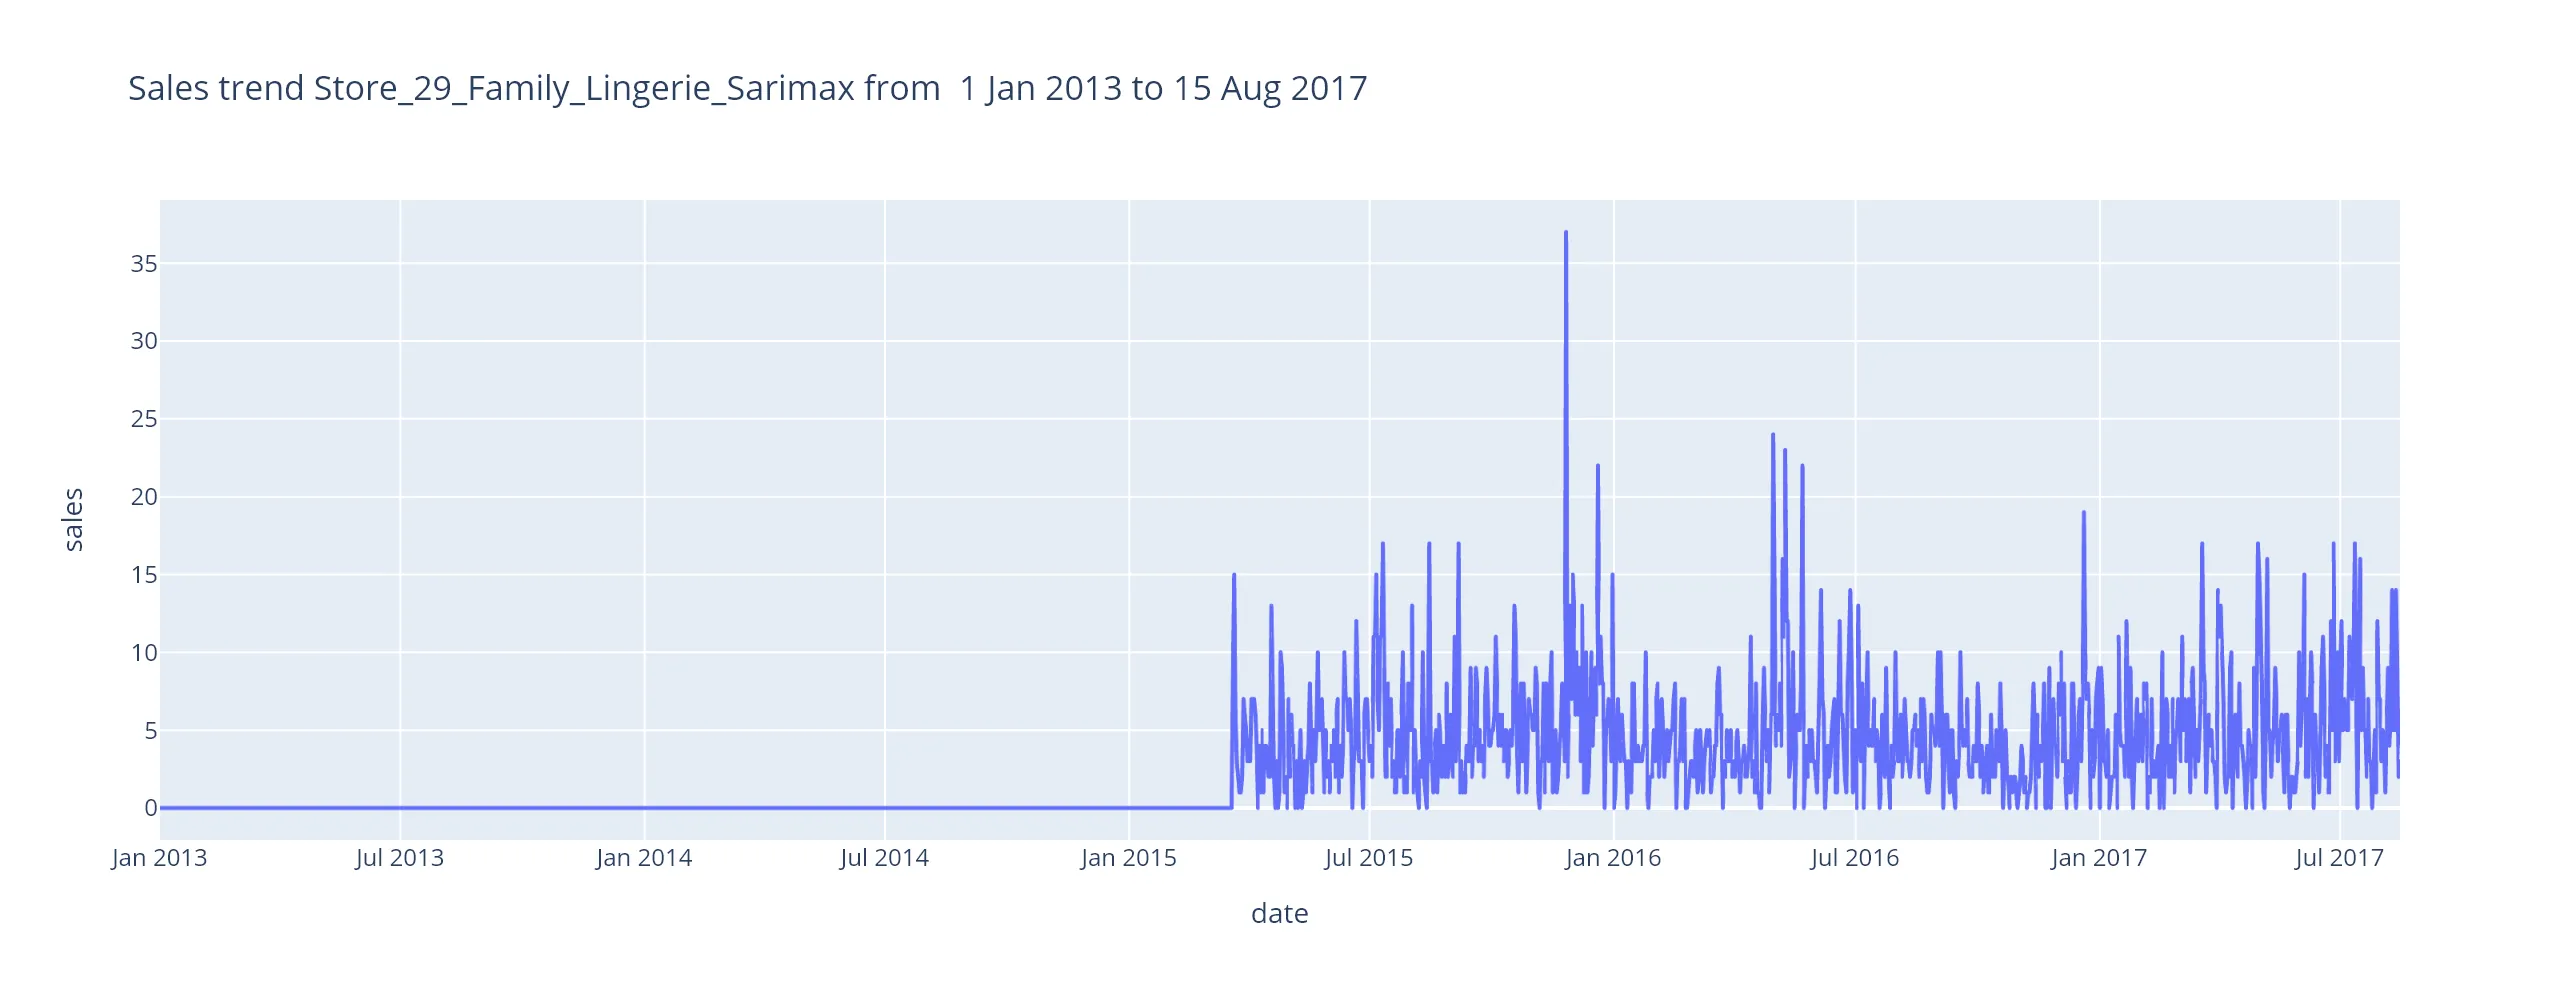 Sales trend Store_29_Family_Lingerie_Sarimax from  1 Jan 2013 to 15 Aug 2017
35
30
25
20
15
10
5
0
sales
Jan 2013 Jul 2013 Jan 2014 Jul 2014 Jan 2015 Jul 2015 Jan 2016 Jul 2016 Jan 2017 Jul 2017
date